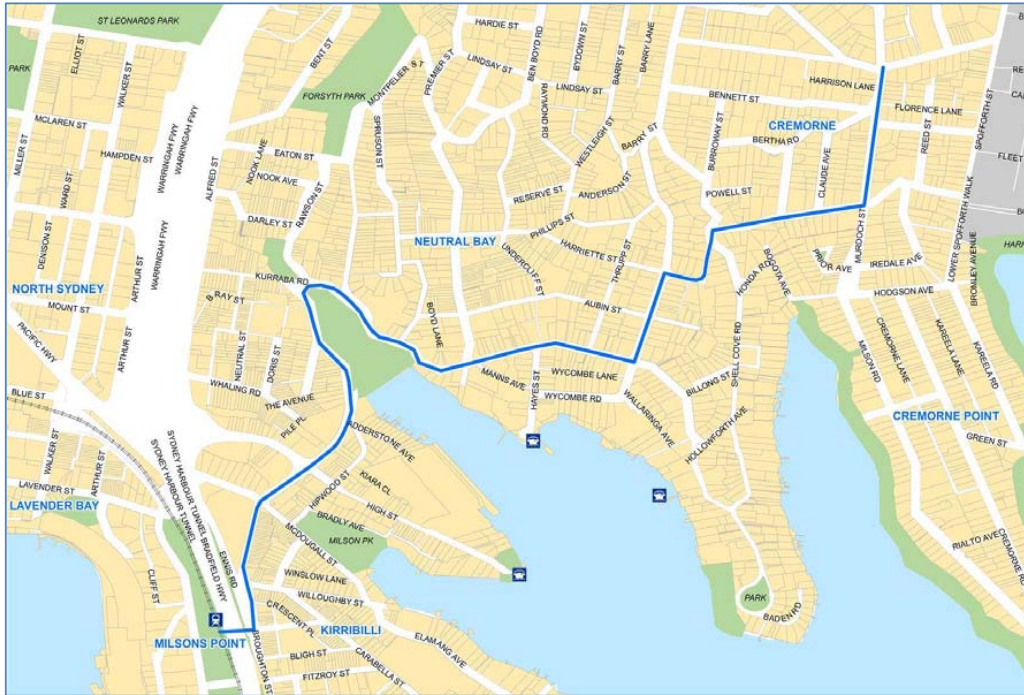 ST LEONARDS PARK
HARDIE ST
ELLIOT ST
WALKER ST
BENT ST
PREMIER ST
LINDSAY ST
BEN BOYD RD
BYDOWN ST
BARRY ST
BARRY LANE
HARRISON LANE
PARK
MONTPELIER ST
FORSYTH PARK
RAYMOND RD
LINDSAY ST
BENNETT ST
FLORENCE LANE
SPOFFORTH ST
MILLER ST
MCLAREN ST
WARRINGAH FWY
WARRINGAH FWY
SPRUSON ST
CREMORNE
REED ST
WESTLEIGH ST
BARRY ST
BURROWAY ST
BERTHA RD
HAMPDEN ST
EATON ST
NOOK LANE
NOOK AVE
ALFRED ST
WARD ST
RAWSON ST
RESERVE ST
ANDERSON ST
POWELL ST
CLAUDE AVE
FLEET
DENISON ST
DARLEY ST
NEUTRAL BAY
PHILLIPS ST
HARRIETTE ST
UNDERCLIFF ST
THRUPP ST
MURDOCH ST
LOWER SPOFFORTH WALK
ARTHUR ST
WARRINGAH FWY
KURRABA RD
HONDA RD
BOGOTA AVE
PRIOR AVE
IREDALE AVE
BROMLEY AVENUE
NORTH SYDNEY
MOUNT ST
B RAY ST
BOYD LANE
AUBIN ST
HODGSON AVE
PACIFIC HWY
ARTHUR ST
NEUTRAL ST
DORIS ST
SHELL COVE RD
MILSON RD
CREMORNE LANE
KAREELA LANE
KAREELA RD
WHALING RD
MANNS AVE
HAYES ST
WYCOMBE LANE
WYCOMBE RD
BILLONG ST
BLUE ST
THE AVENUE
PILE PL
WALLARINGA AVE
CREMORNE POINT
ADDERSTONE AVE
HOLLOWFORTH AVE
GREEN ST
WALKER ST
ARTHUR ST
SYDNEY HARBOUR TUNNEL
SYDNEY HARBOUR TUNNEL
BRADFIELD HWY
LAVENDER ST
LAVENDER BAY
HIPWOOD ST
KIARA CL
HIGH ST
BRADLY AVE
MILSON PK
MCDOUGALL ST
RIALTO AVE
CREMORNE RD
ENNIS RD
CLIFF ST
WINSLOW LANE
WILLOUGHBY ST
CRESCENT PL
PARK
BADEN RD
MILSONS POINT
KIRRIBILLI
BROUGHTON ST
ELAMANG AVE
CARABELLA ST
BLIGH ST
FITZROY ST